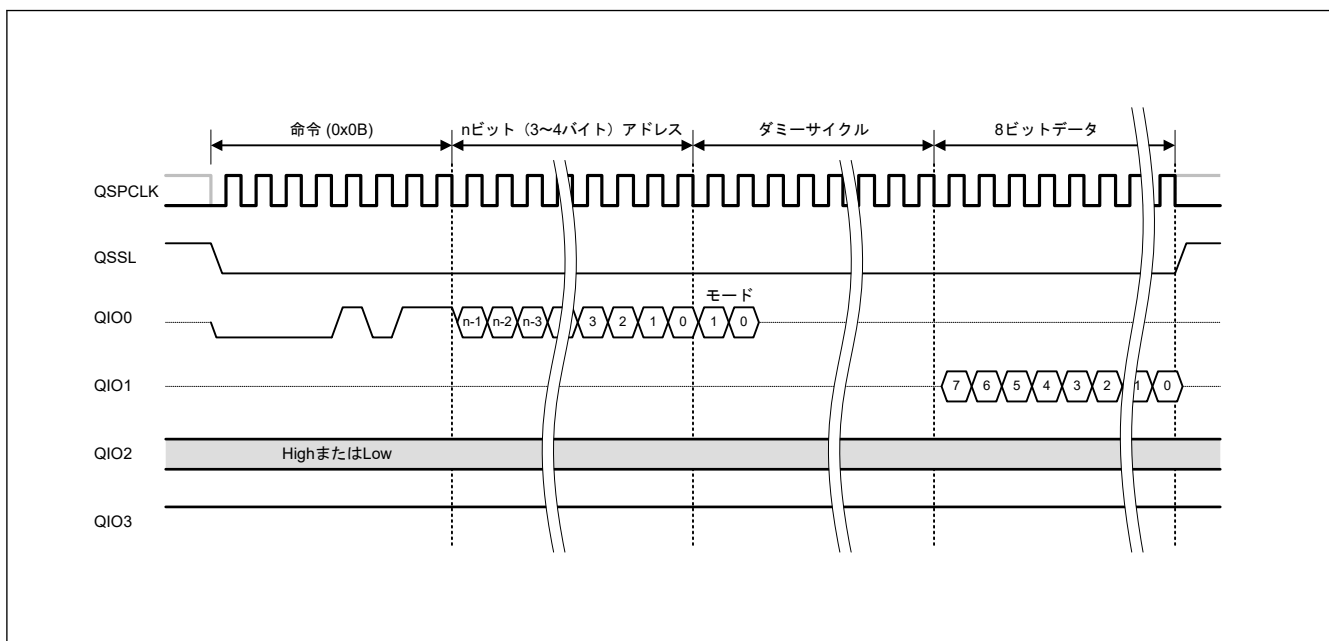 命令 (0x0B)
nビット（3～4バイト）アドレス
ダミーサイクル
8ビットデータ
QSPCLK
QSSL
モード
QIO0
n-1 n-2 n-3 3 2 1 0 1 0
QIO1
7 6 5 4 3 2 1 0
QIO2
HighまたはLow
QIO3